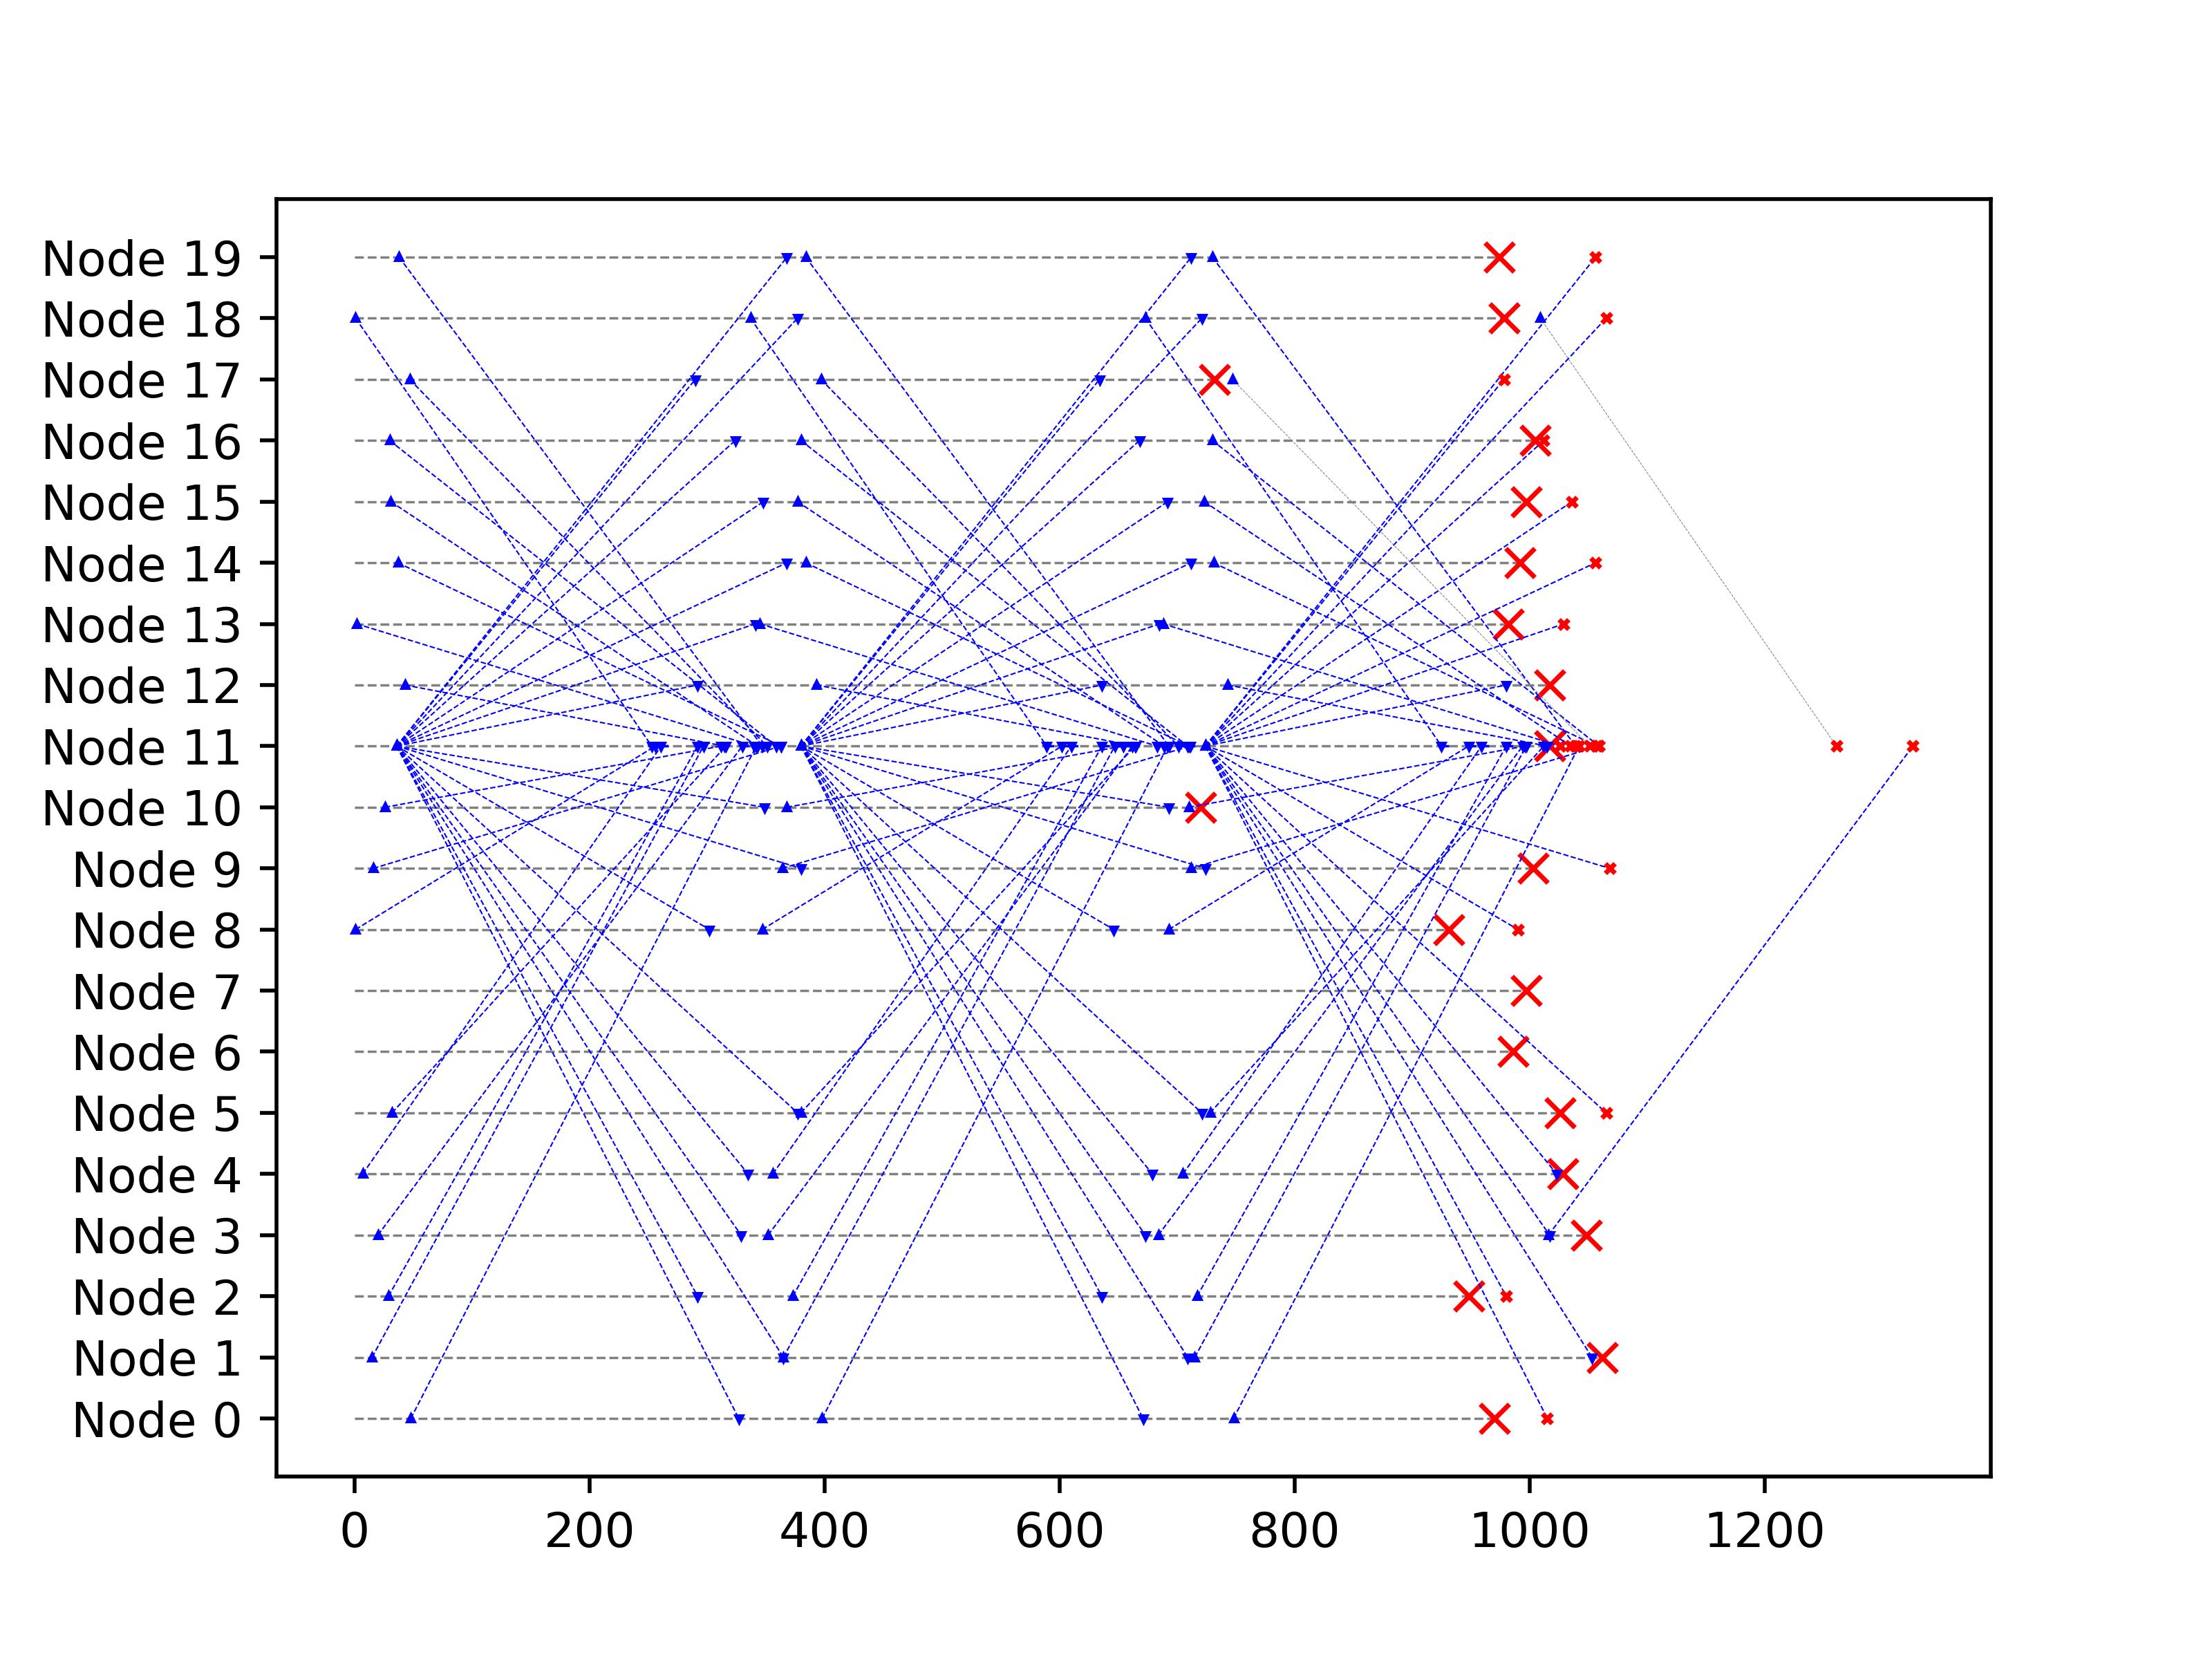 Node 19
Node 18
Node 17
Node 16
Node 15
Node 14
Node 13
Node 12
Node 11
Node 10
Node 9
Node 8
Node 7
Node 6
Node 5
Node 4
Node 3
Node 2
Node 1
Node 0
0 200 400 600 800 1000 1200